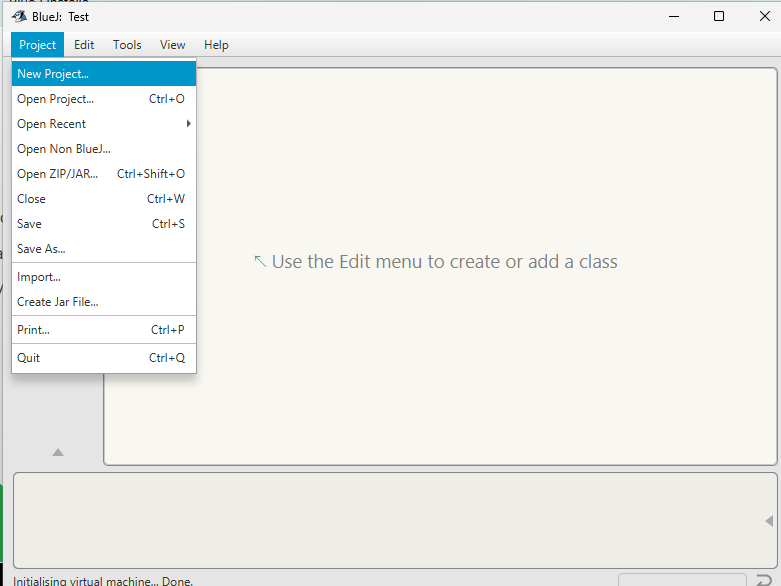 BlueJ: Test
Project Edit Tools View Help
New Project...
Open Project... Ctrl+O
Open Recent
Open Non BlueJ...
Open ZIP/JAR... Ctrl+Shift+O
Close Ctrl+W
Save Ctrl+S
Save As...
Import...
Create Jar File...
Print... Ctrl+P
Quit Ctrl+Q
Use the Edit menu to create or add a class
Initialising virtual machine... Done.